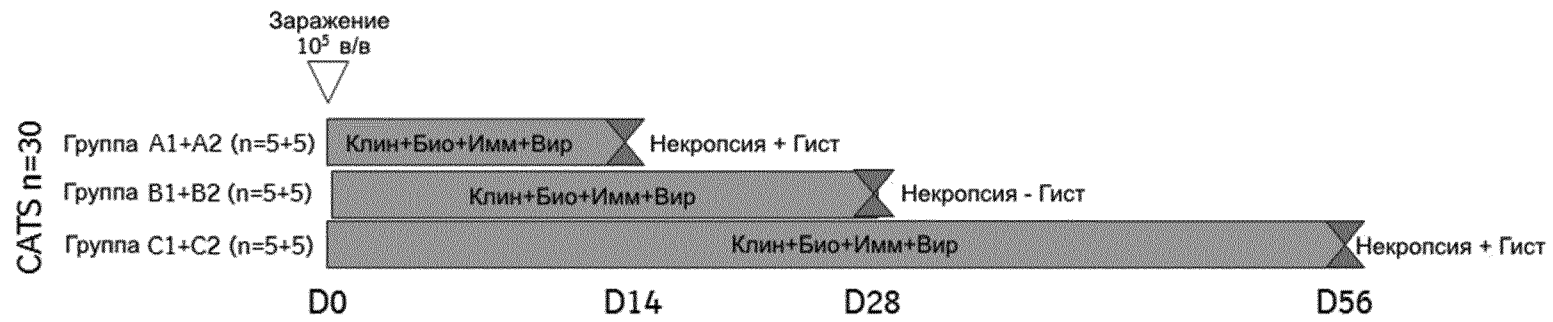 Заражение
10⁵ в/в
CATS n=30
Группа A1+A2 (n=5+5)
Клин+Био+Имм+Вир
Некропсия + Гист
Группа B1+B2 (n=5+5)
Клин+Био+Имм+Вир
Некропсия - Гист
Группа C1+C2 (n=5+5)
Клин+Био+Имм+Вир
Некропсия + Гист
D0 D14 D28 D56